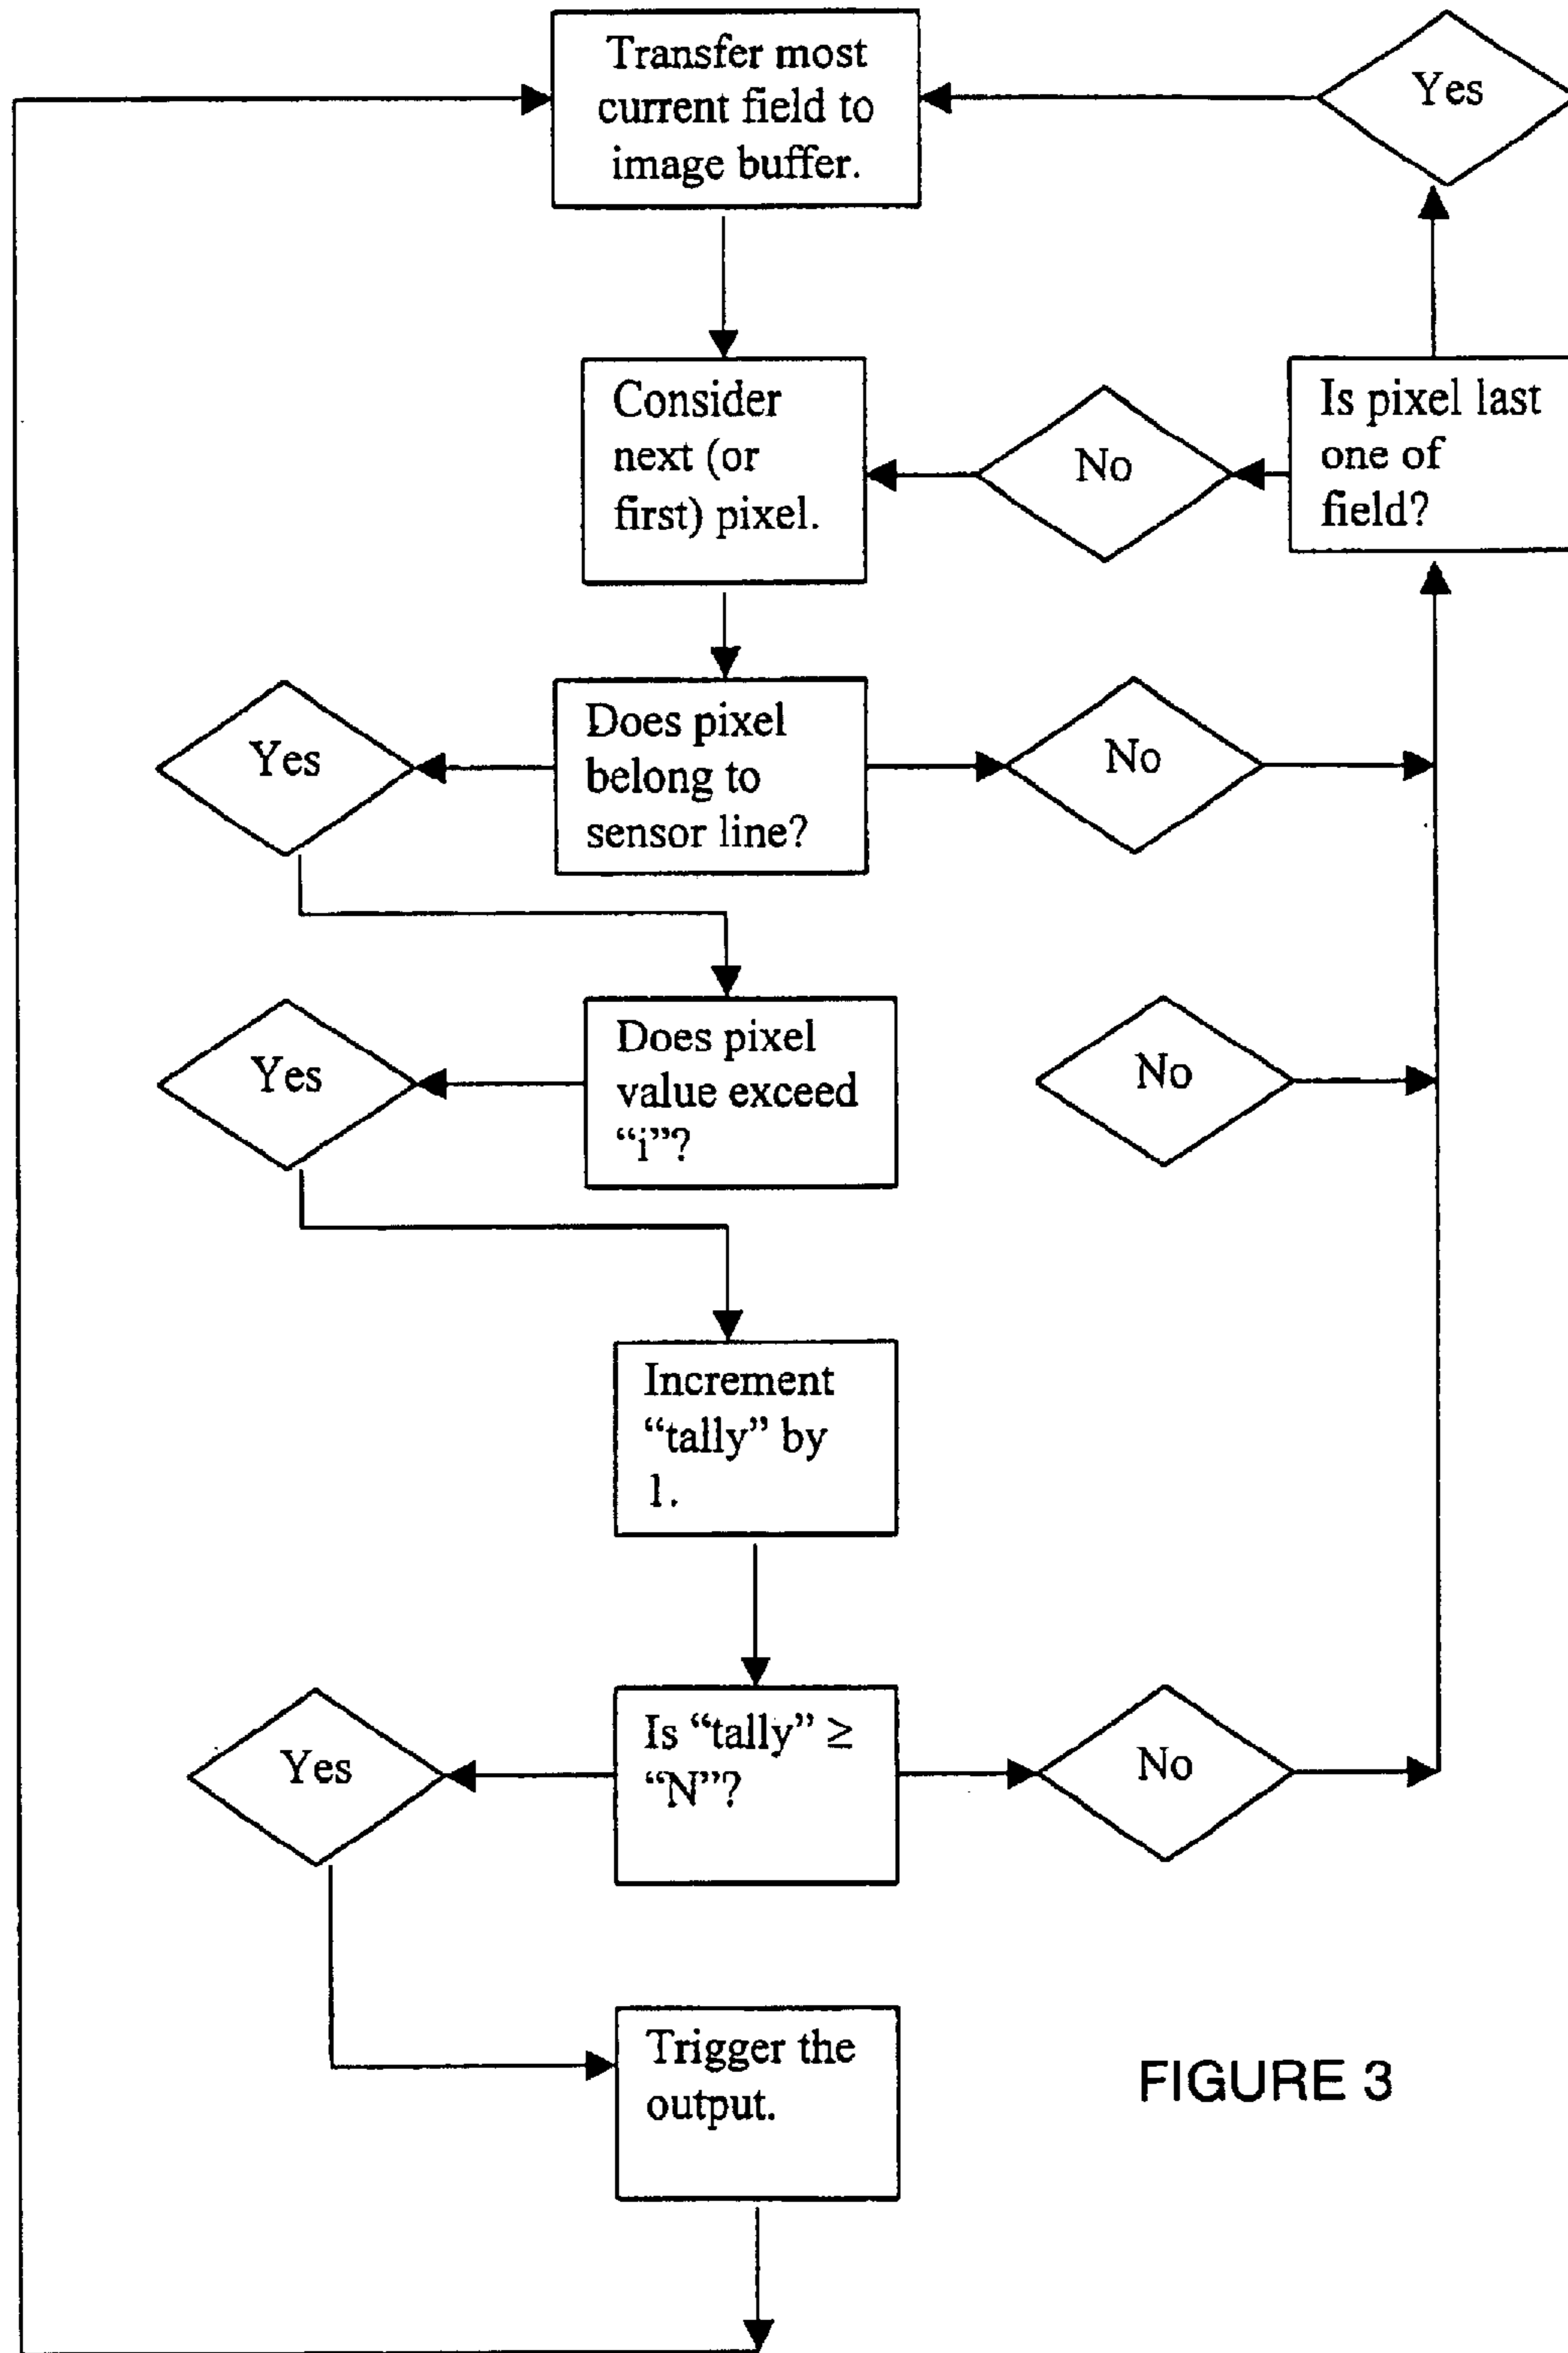 Transfer most
current field to
image buffer.
Yes
Consider
next (or
first) pixel.
No
Is pixel last
one of
field?
Yes
Does pixel
belong to
sensor line?
No
Yes
Does pixel
value exceed
“i”?
No
Increment
“tally” by
1.
Yes
Is “tally” ≥
“N”?
No
Trigger the
output.
FIGURE 3